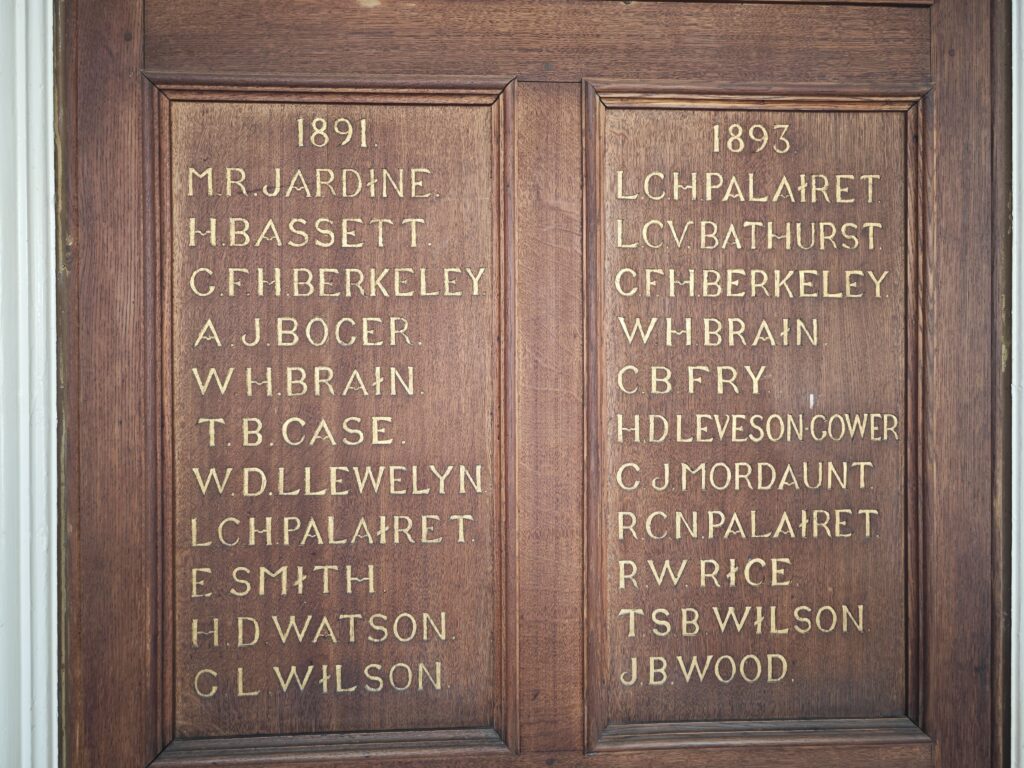 1891.
M.R.JARDINE.
H.BASSETT.
C.F.H.BERKELEY
A.J.BOGER.
W.H.BRAIN.
T.B.CASE.
W.D.LLEWELYN.
L.C.H.PALAIRET.
E SMITH
H.D WATSON.
G L WILSON.
1893
L.C.H.PALAIRET
L.C.V.BATHURST.
C.F.H.BERKELEY.
W H BRAIN.
C.B FRY
H.D LEVESON-GOWER
G J.MORDAUNT.
R.C.N.PALAIRET.
R.W.RICE.
T.S.B WILSON.
J.B.WOOD.